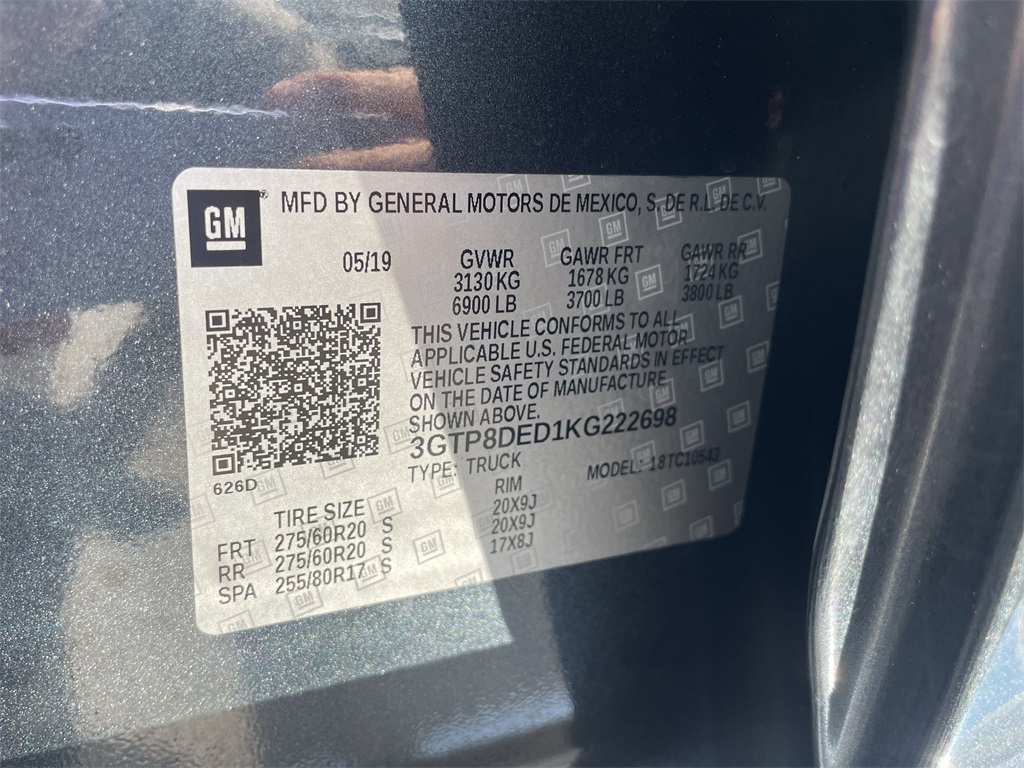 GM
MFD BY GENERAL MOTORS DE MEXICO, S. DE R.L. DE C.V.
05/19
GVWR GAWR FRT GAWR RR
3130 KG 1678 KG 1724 KG
6900 LB 3700 LB 3800 LB
THIS VEHICLE CONFORMS TO ALL
APPLICABLE U.S. FEDERAL MOTOR
VEHICLE SAFETY STANDARDS IN EFFECT
ON THE DATE OF MANUFACTURE
SHOWN ABOVE.
3GTP8DED1KG222698
TYPE: TRUCK MODEL: 18TC10543
626D
TIRE SIZE RIM
FRT 275/60R20 S 20X9J
RR 275/60R20 S 20X9J
SPA 255/80R17 S 17X8J